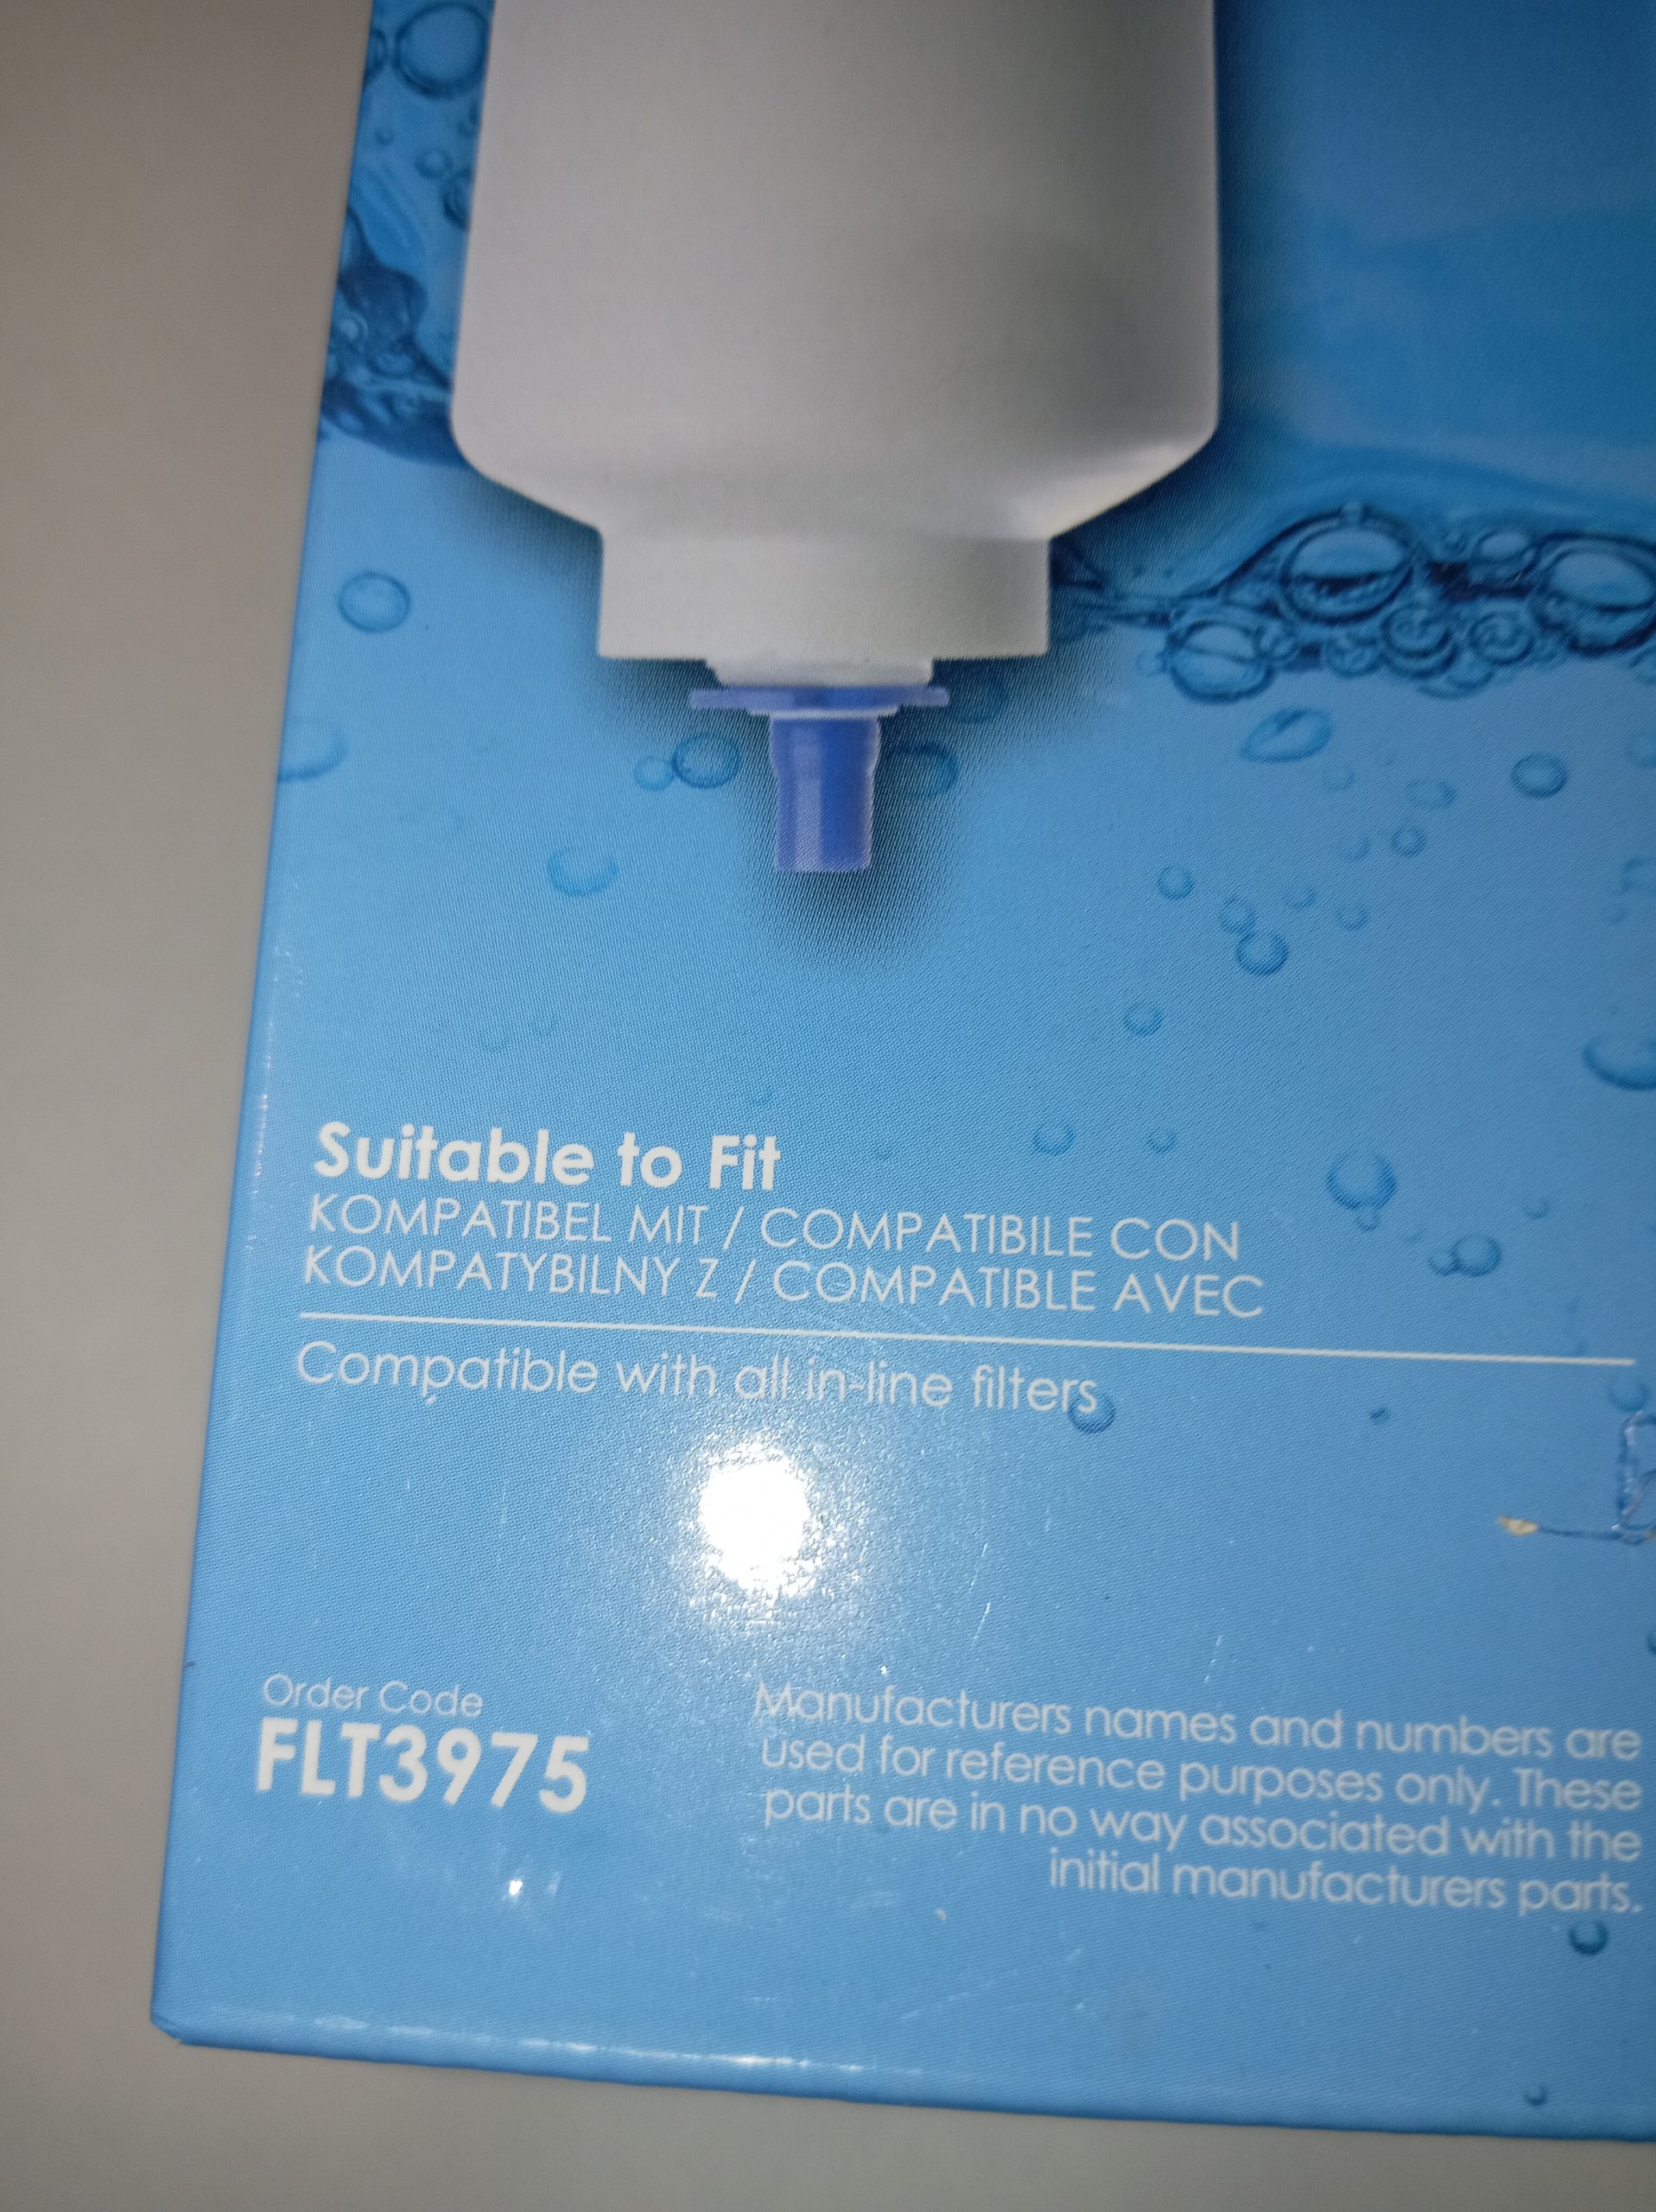 Suitable to Fit
KOMPATIBEL MIT / COMPATIBILE CON
KOMPATYBILNY Z / COMPATIBLE AVEC
Compatible with all in-line filters
Order Code
FLT3975
Manufacturers names and numbers are
used for reference purposes only. These
parts are in no way associated with the
initial manufacturers parts.